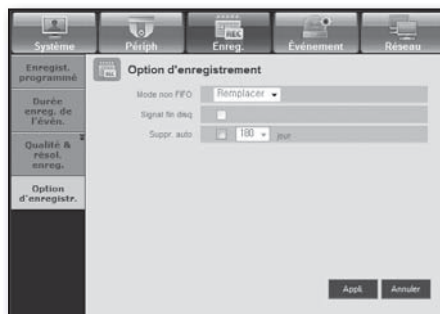 Système
Périph
REC
Enreg.
Événement
Réseau
Enregist.
programmé
Durée
enreg. de
l'évén.
Qualité &
résol.
enreg.
Option
d'enregistr.
Option d'enregistrement
Mode non FIFO
Remplacer
Signal fin disq
Suppr. auto
180
jour
Appli.
Annuler